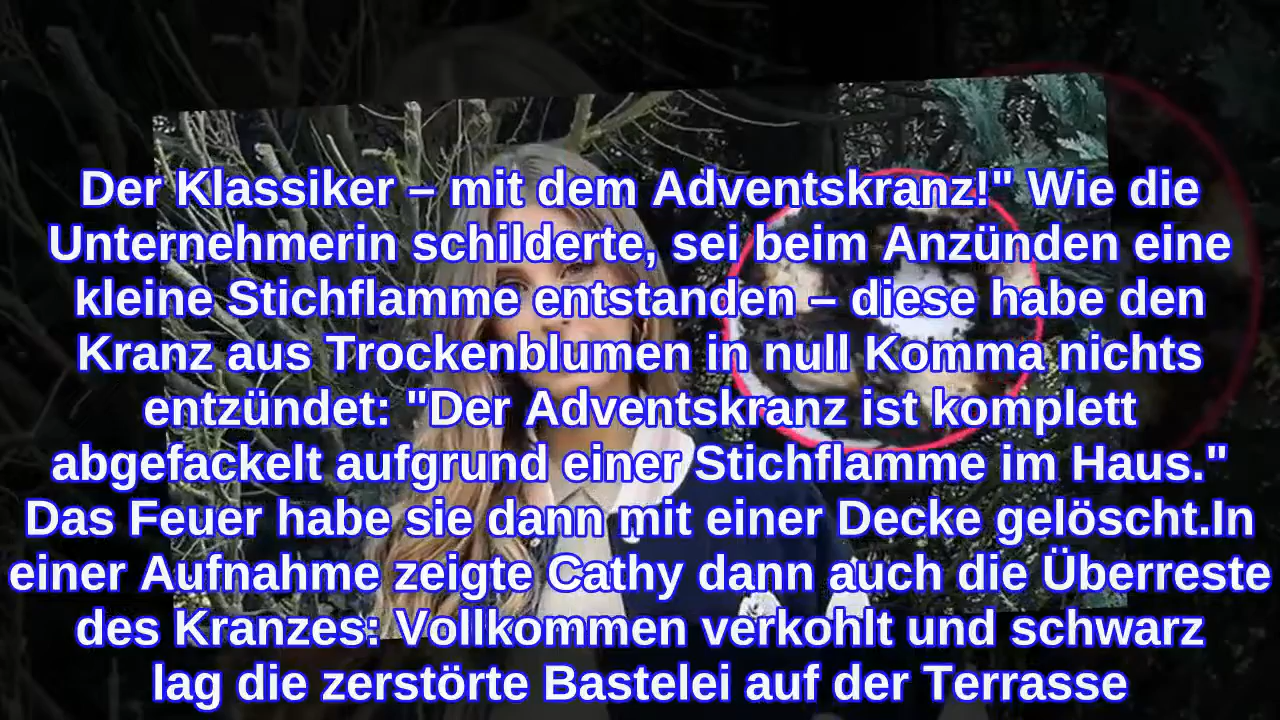 Der Klassiker – mit dem Adventskranz!" Wie die
Unternehmerin schilderte, sei beim Anzünden eine
kleine Stichflamme entstanden – diese habe den
Kranz aus Trockenblumen in null Komma nichts
entzündet: "Der Adventskranz ist komplett
abgefackelt aufgrund einer Stichflamme im Haus."
Das Feuer habe sie dann mit einer Decke gelöscht.In
einer Aufnahme zeigte Cathy dann auch die Überreste
des Kranzes: Vollkommen verkohlt und schwarz
lag die zerstörte Bastelei auf der Terrasse